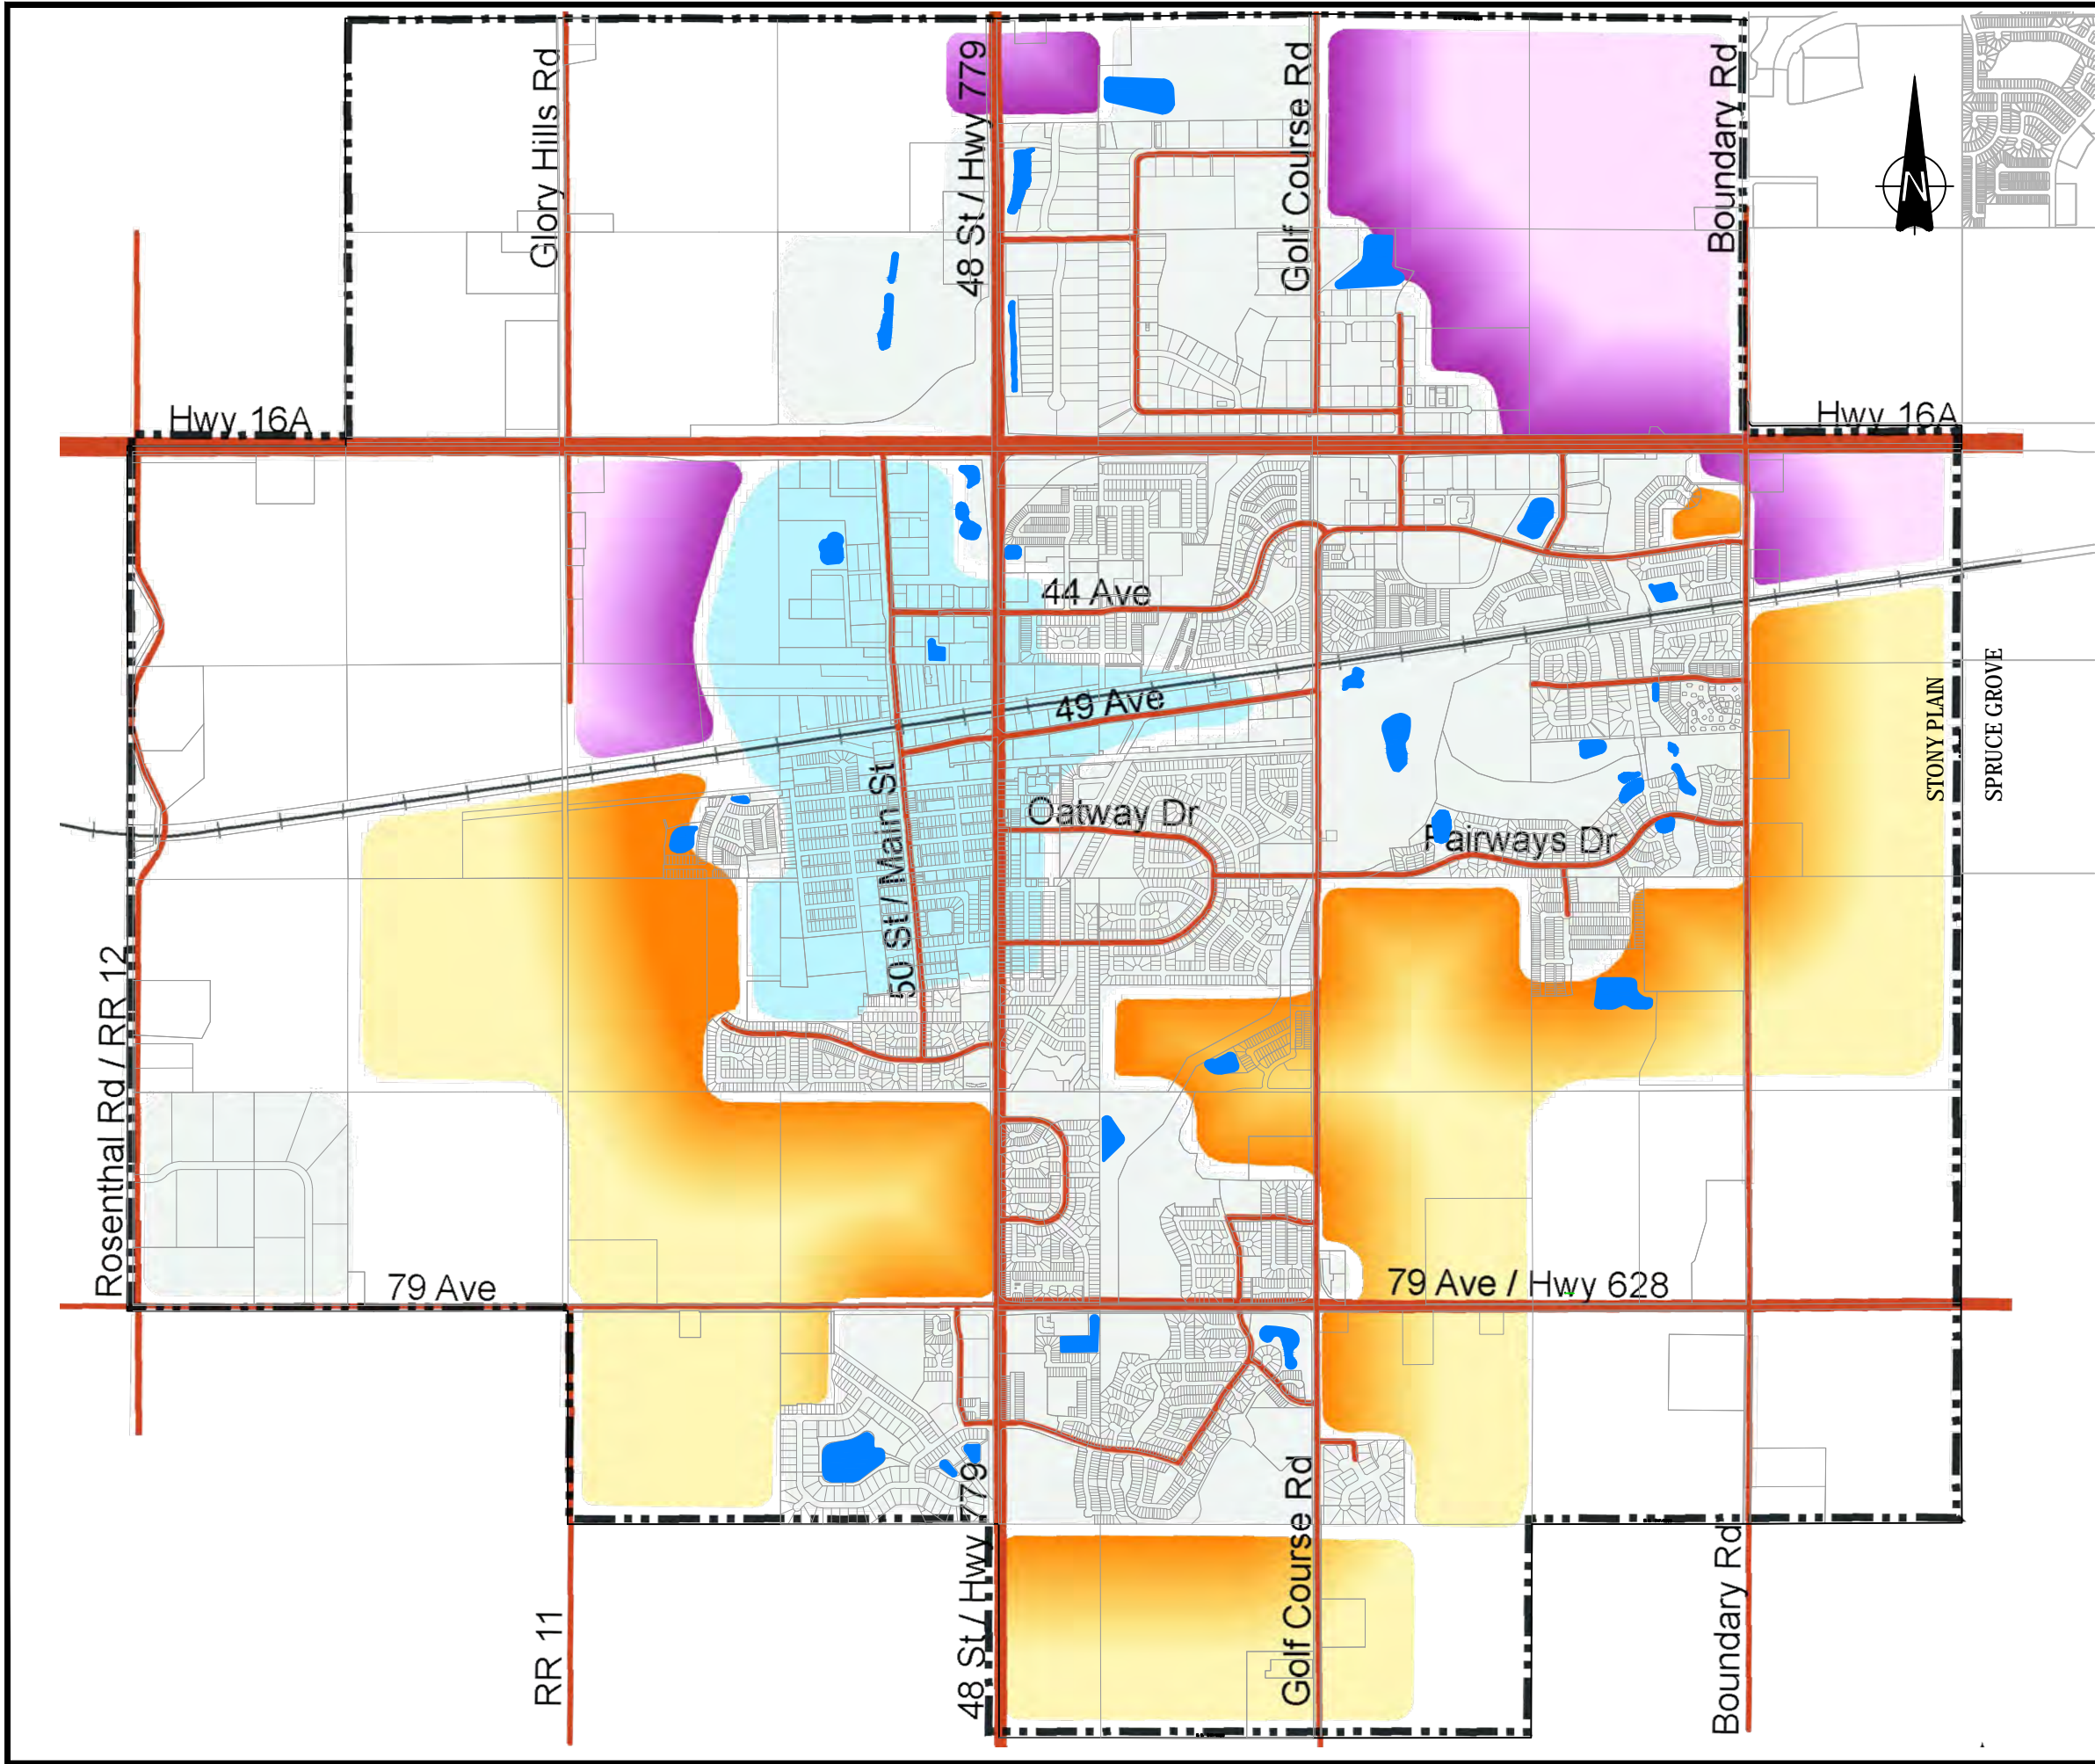 Glory Hills Rd
48 St / Hwy 779
Golf Course Rd
Boundary Rd
N
Hwy 16A
Hwy 16A
44 Ave
49 Ave
STONY PLAIN
SPRUCE GROVE
50 St / Main St
Oatway Dr
Fairways Dr
Rosenthal Rd / RR 12
79 Ave
79 Ave / Hwy 628
RR 11
48 St / Hwy 779
Golf Course Rd
Boundary Rd